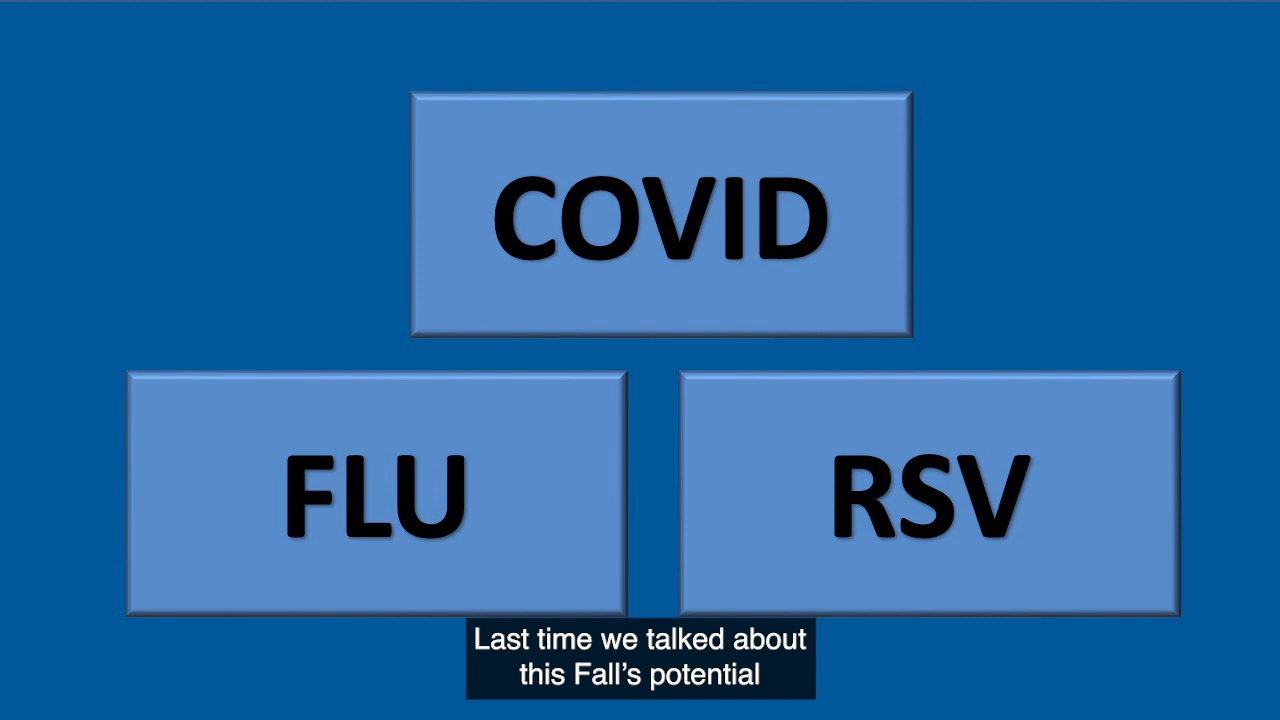 COVID
FLU
RSV
Last time we talked about
this Fall's potential